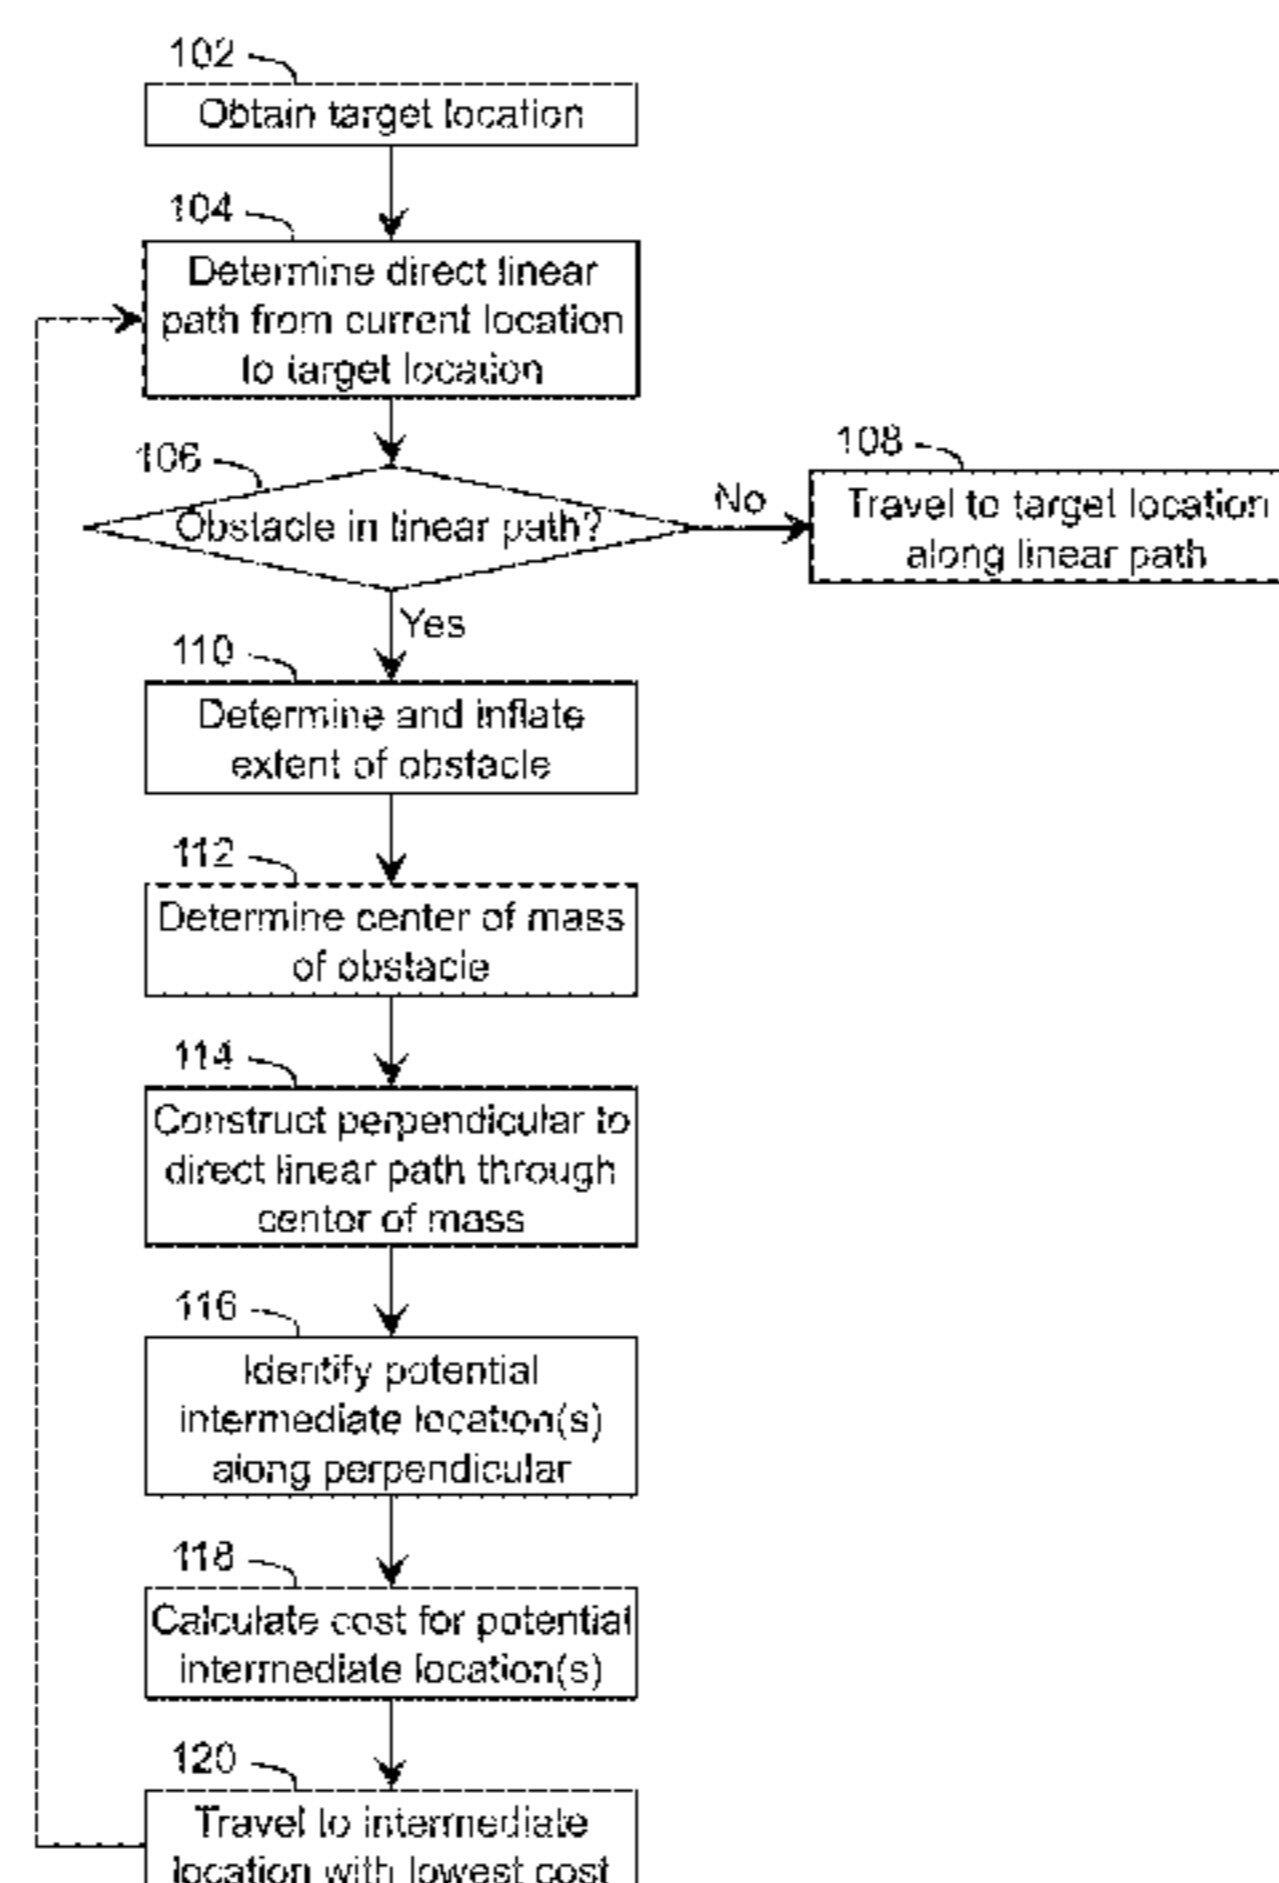 102
Obtain target location
104
Determine direct linear
path from current location
to target location
106
Obstacle in linear path?
No
108
Travel to target location
along linear path
Yes
110
Determine and inflate
extent of obstacle
112
Determine center of mass
of obstacle
114
Construct perpendicular to
direct linear path through
center of mass
116
Identify potential
intermediate location(s)
along perpendicular
118
Calculate cost for potential
intermediate location(s)
120
Travel to intermediate
location with lowest cost